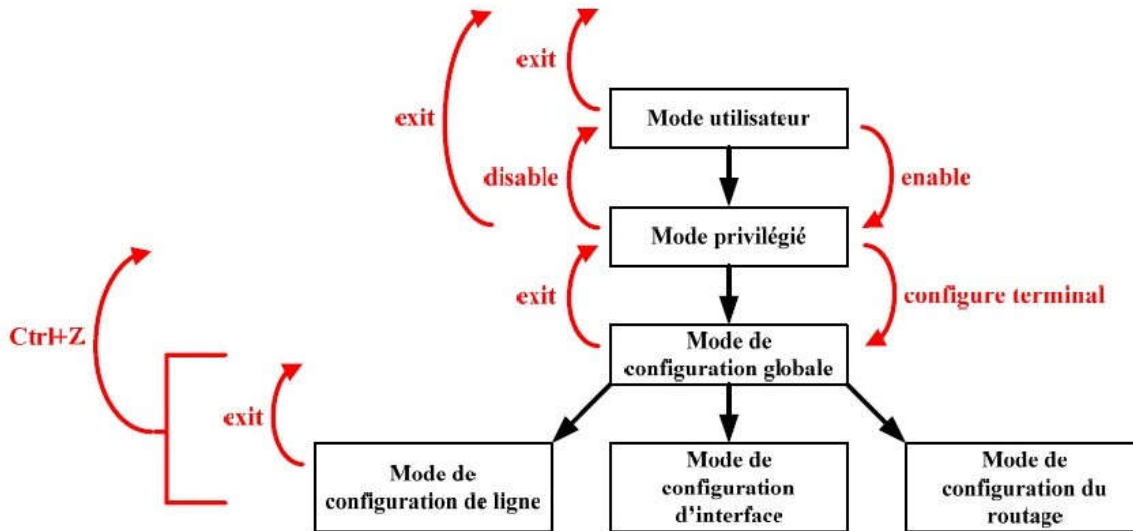 exit
exit
Mode utilisateur
disable
enable
Mode privilégié
exit
configure terminal
Ctrl+Z
Mode de
configuration globale
exit
Mode de
configuration de ligne
Mode de
configuration
d'interface
Mode de
configuration du
routage